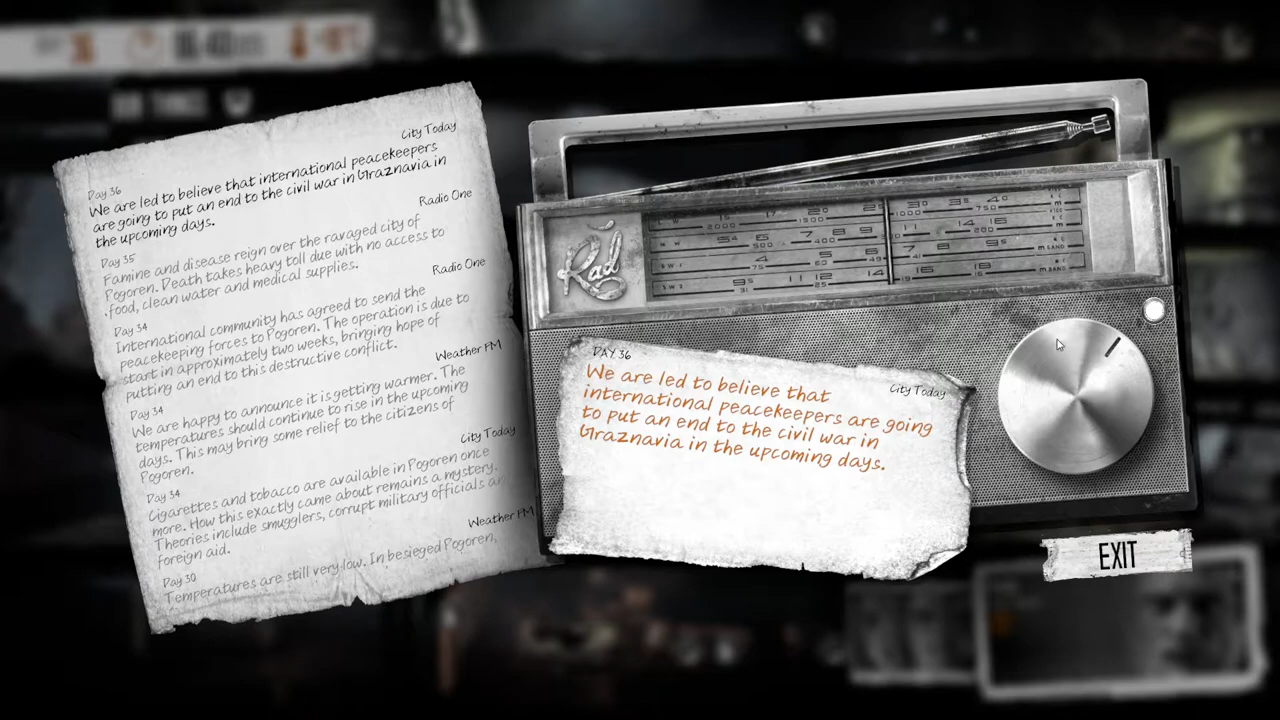 City Today
Day 36
We are led to believe that international peacekeepers
are going to put an end to the civil war in Graznavia in
the upcoming days.
Radio One
Day 35
Famine and disease reign over the ravaged city of
Pogoren. Death takes heavy toll due with no access to
food, clean water and medical supplies.
Radio One
Day 34
International community has agreed to send the
peacekeeping forces to Pogoren. The operation is due to
start in approximately two weeks, bringing hope of
putting an end to this destructive conflict.
Weather FM
Day 34
We are happy to announce it is getting warmer. The
temperatures should continue to rise in the upcoming
days. This may bring some relief to the citizens of
Pogoren.
City Today
Day 34
Cigarettes and tobacco are available in Pogoren once
more. How this exactly came about remains a mystery.
Theories include smugglers, corrupt military officials an
foreign aid.
Weather FM
Day 30
Temperatures are still very low. In besieged Pogoren,
Rad
DAY 36
City Today
We are led to believe that
international peacekeepers are going
to put an end to the civil war in
Graznavia in the upcoming days.
EXIT